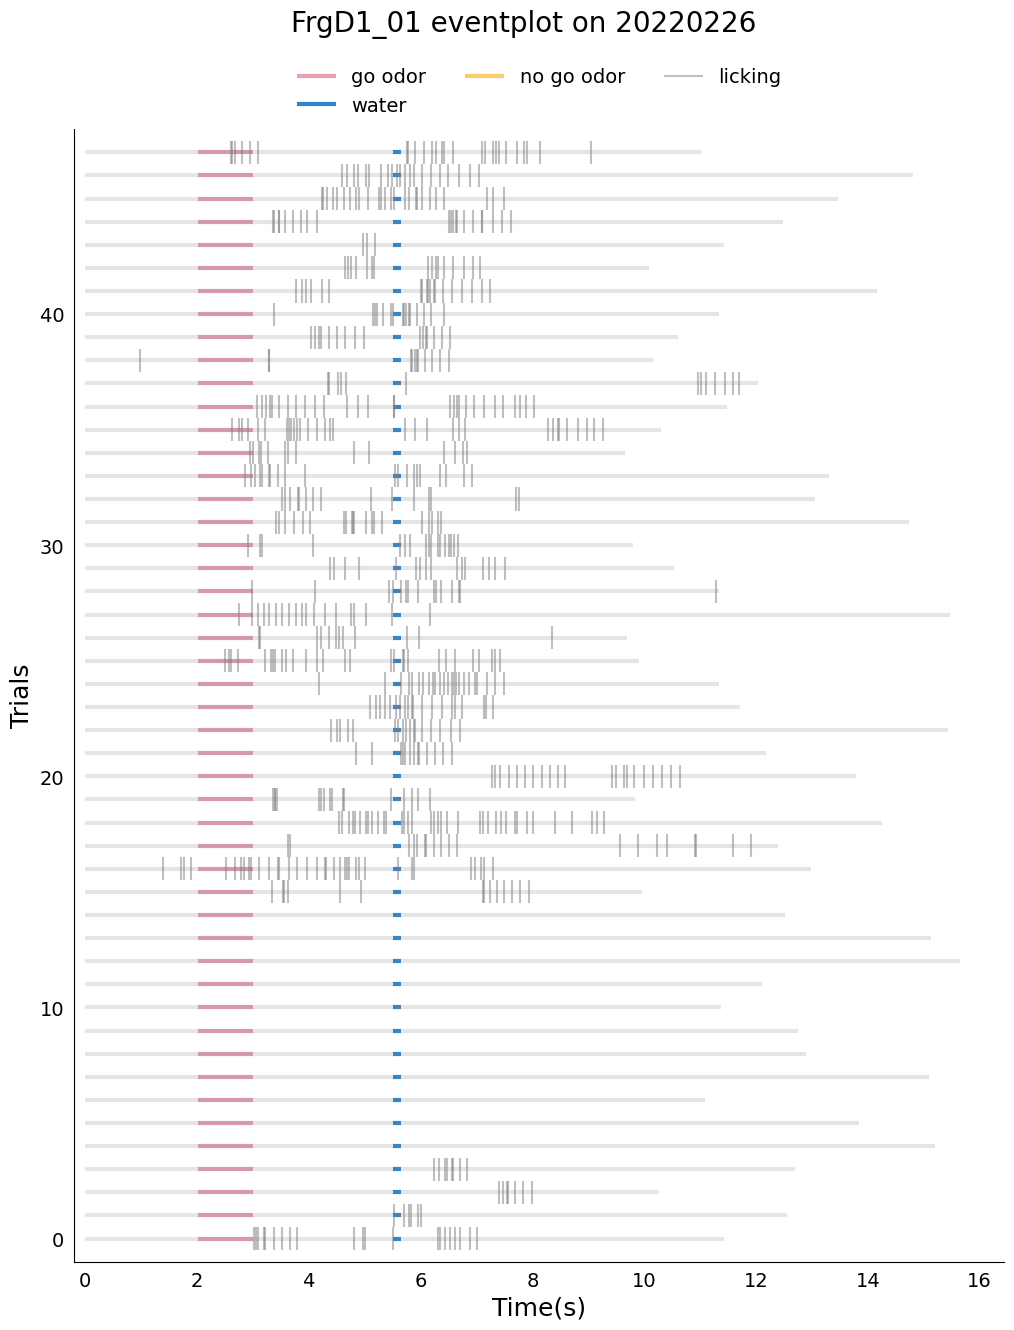 FrgD1_01 eventplot on 20220226
go odor
no go odor
licking
water
Trials
40
30
20
10
0
0 2 4 6 8 10 12 14 16
Time(s)